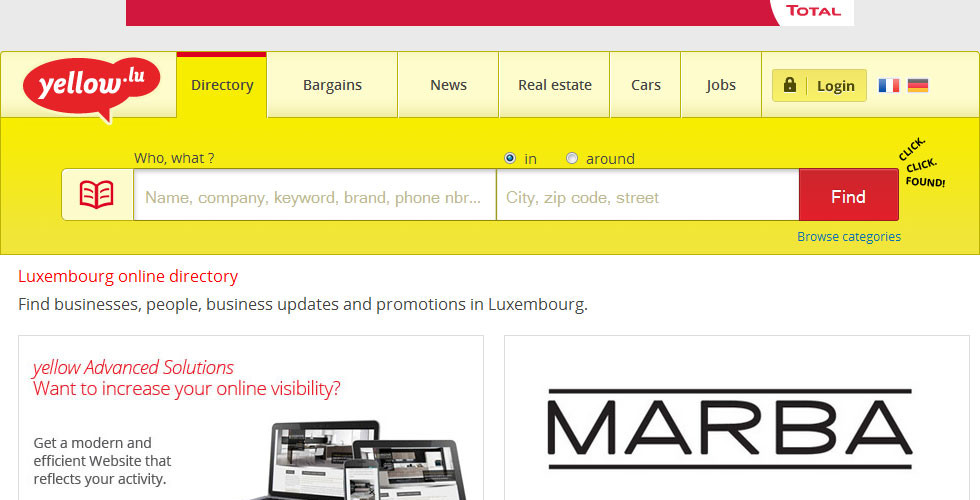 TOTAL
yellow.lu
Directory
Bargains
News
Real estate
Cars
Jobs
Login
Who, what ?
in
around
CLICK.
CLICK.
FOUND!
Name, company, keyword, brand, phone nbr...
City, zip code, street
Find
Browse categories
Luxembourg online directory
Find businesses, people, business updates and promotions in Luxembourg.
yellow Advanced Solutions
Want to increase your online visibility?
Get a modern and
efficient Website that
reflects your activity.
MARBA